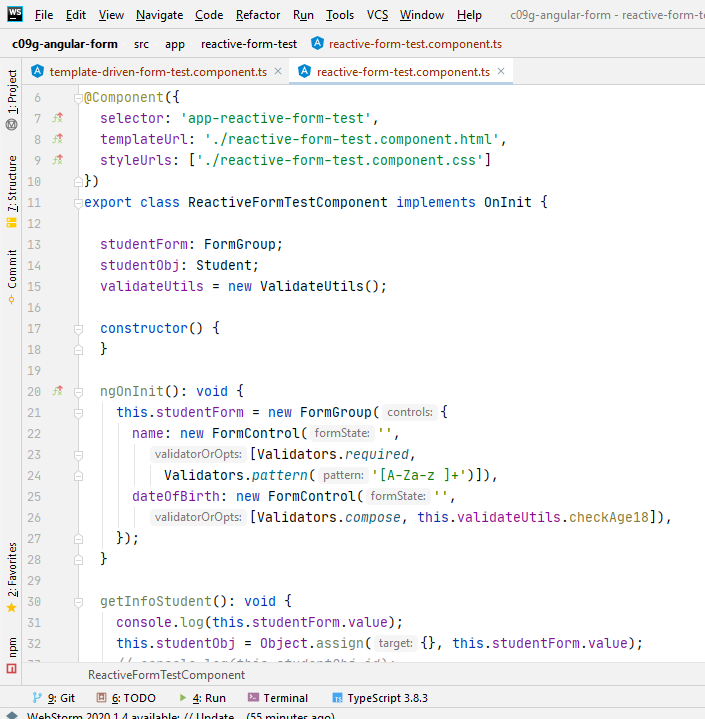 WS File Edit View Navigate Code Refactor Run Tools VCS Window Help c09g-angular-form - reactive-form-te
c09g-angular-form src app reactive-form-test reactive-form-test.component.ts
template-driven-form-test.component.ts reactive-form-test.component.ts
1: Project
7: Structure
Commit
2: Favorites
npm
6 @Component({
7 selector: 'app-reactive-form-test',
8 templateUrl: './reactive-form-test.component.html',
9 styleUrls: ['./reactive-form-test.component.css']
10 })
11 export class ReactiveFormTestComponent implements OnInit {
12
13 studentForm: FormGroup;
14 studentObj: Student;
15 validateUtils = new ValidateUtils();
16
17 constructor() {
18 }
19
20 ngOnInit(): void {
21 this.studentForm = new FormGroup( controls: {
22 name: new FormControl( formState: '',
23 validatorOrOpts: [Validators.required,
24 Validators.pattern( pattern: '[A-Za-z ]+')]),
25 dateOfBirth: new FormControl( formState: '',
26 validatorOrOpts: [Validators.compose, this.validateUtils.checkAge18]),
27 });
28 }
29
30 getInfoStudent(): void {
31 console.log(this.studentForm.value);
32 this.studentObj = Object.assign( target: {}, this.studentForm.value);
// console.log(this.studentObj.id);
ReactiveFormTestComponent
9: Git 6: TODO 4: Run Terminal TypeScript 3.8.3
WebStorm 2020.1.4 available: // Update... (55 minutes ago)